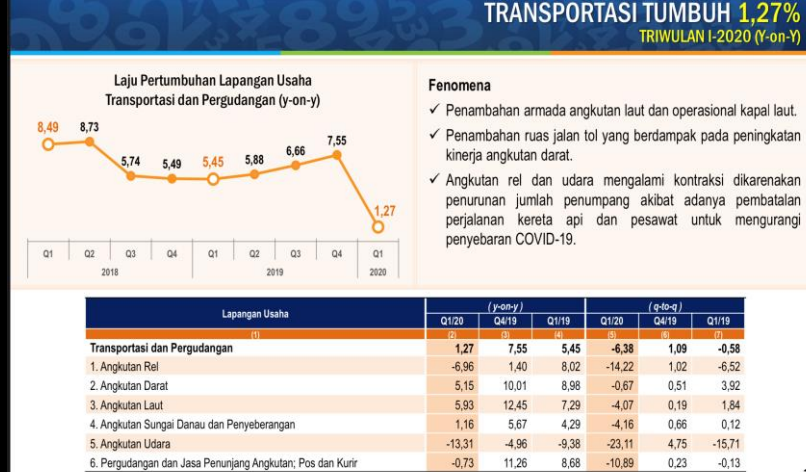 TRANSPORTASI TUMBUH 1,27%
TRIWULAN I-2020 (Y-on-Y)
Laju Pertumbuhan Lapangan Usaha
Transportasi dan Pergudangan (y-on-y)
8,49
8,73
5,74
5,49
5,45
5,88
6,66
7,55
1,27
Q1 Q2 Q3 Q4 Q1 Q2 Q3 Q4 Q1
2018 2019 2020
Fenomena
✓ Penambahan armada angkutan laut dan operasional kapal laut.
✓ Penambahan ruas jalan tol yang berdampak pada peningkatan
kinerja angkutan darat.
✓ Angkutan rel dan udara mengalami kontraksi dikarenakan
penurunan jumlah penumpang akibat adanya pembatalan
perjalanan kereta api dan pesawat untuk mengurangi
penyebaran COVID-19.
Lapangan Usaha (y-on-y) (q-to-q)
Q1/20 Q4/19 Q1/19 Q1/20 Q4/19 Q1/19
(1) (2) (3) (4) (5) (6) (7)
Transportasi dan Pergudangan 1,27 7,55 5,45 -6,38 1,09 -0,58
1. Angkutan Rel -6,96 1,40 8,02 -14,22 1,02 -6,52
2. Angkutan Darat 5,15 10,01 8,98 -0,67 0,51 3,92
3. Angkutan Laut 5,93 12,45 7,29 -4,07 0,19 1,84
4. Angkutan Sungai Danau dan Penyeberangan 1,16 5,67 4,29 -4,16 0,66 0,12
5. Angkutan Udara -13,31 -4,96 -9,38 -23,11 4,75 -15,71
6. Pergudangan dan Jasa Penunjang Angkutan; Pos dan Kurir -0,73 11,26 8,68 -10,89 0,23 -0,13